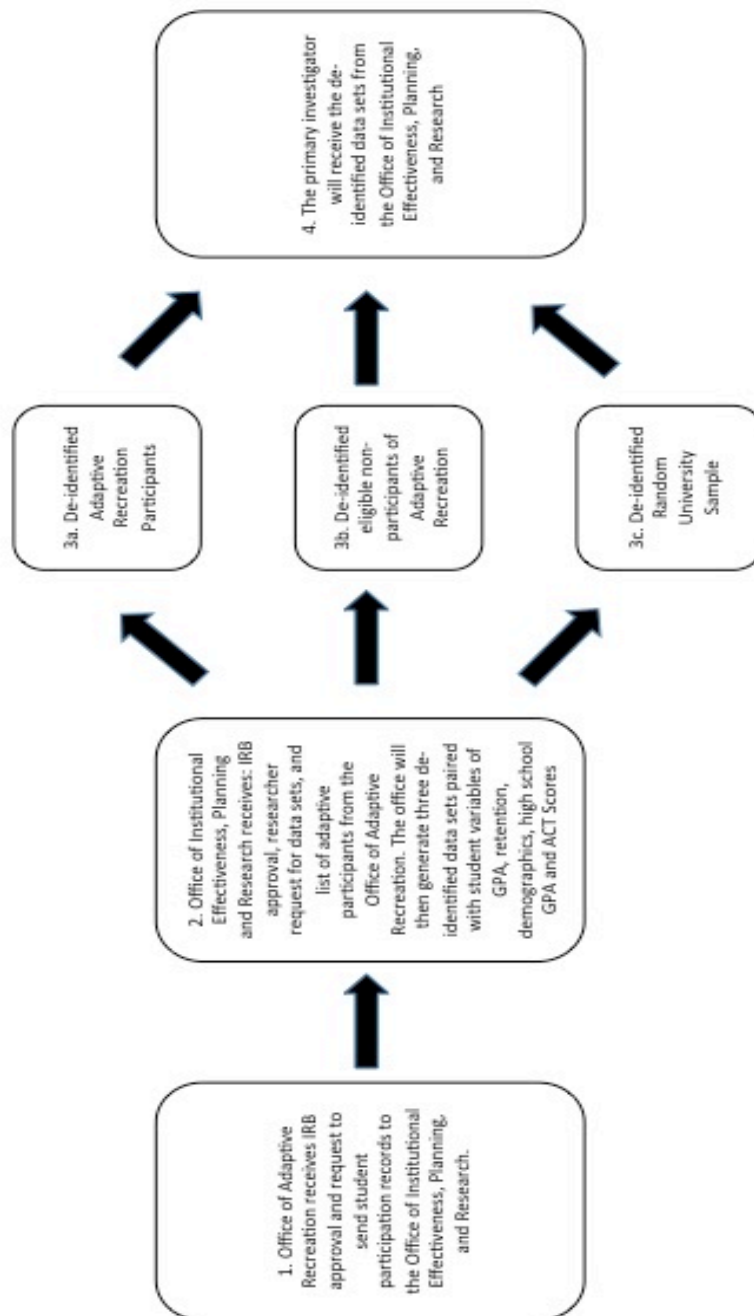 1. Office of Adaptive
Recreation receives IRB
approval and request to
send student
participation records to
the Office of Institutional
Effectiveness, Planning,
and Research.
2. Office of Institutional
Effectiveness, Planning
and Research receives: IRB
approval, researcher
request for data sets, and
list of adaptive
participants from the
Office of Adaptive
Recreation. The office will
then generate three de-
identified data sets paired
with student variables of
GPA, retention,
demographics, high school
GPA and ACT Scores
3a. De-identified
Adaptive
Recreation
Participants
3b. De-identified
eligible non-
participants of
Adaptive
Recreation
3c. De-identified
Random
University
Sample
4. The primary investigator
will receive the de-
identified data sets from
the Office of Institutional
Effectiveness, Planning,
and Research